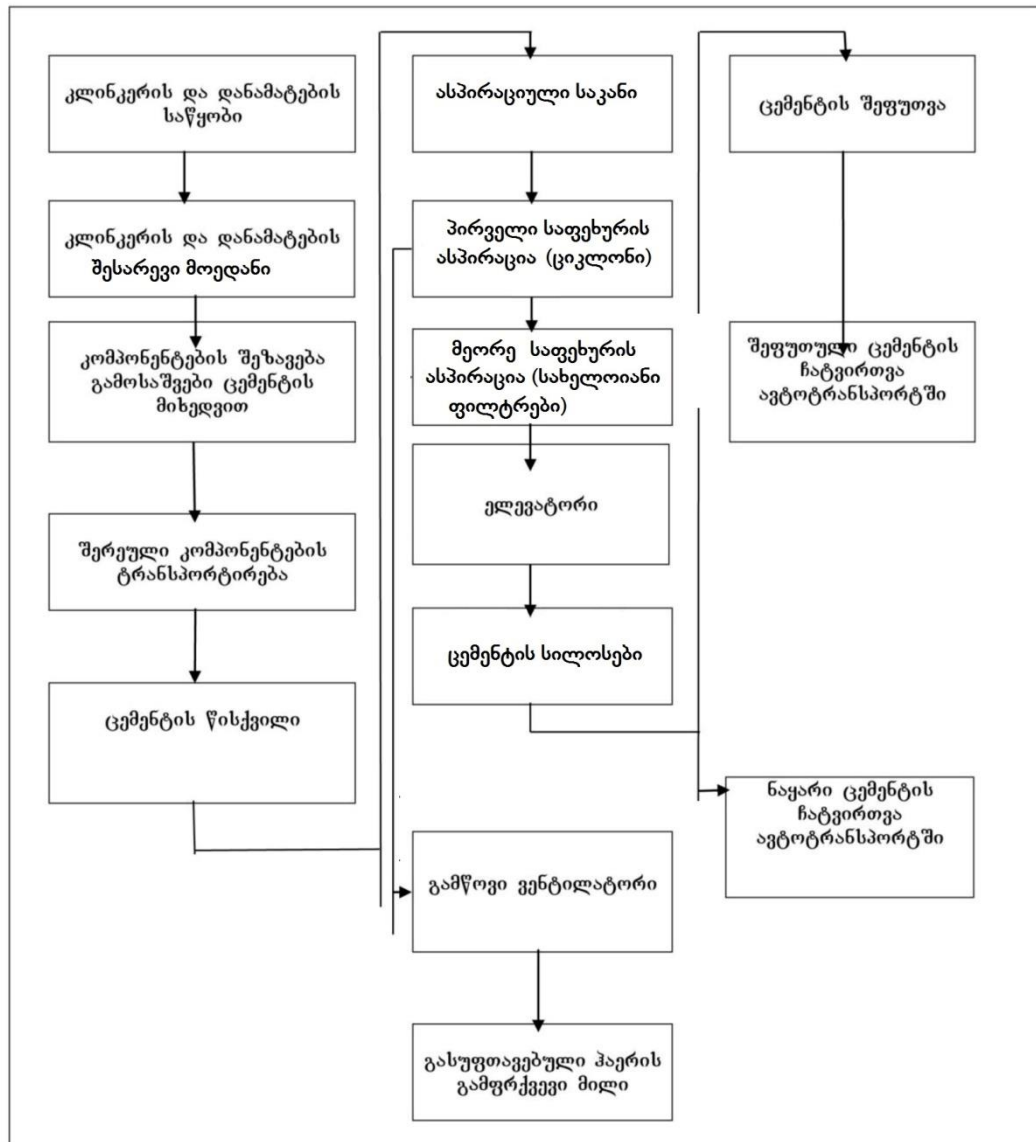 კლინკერის და დანამატების
საწყობი
კლინკერის და დანამატების
შესარევი მოედანი
კომპონენტების შეზავება
გამოსაშვები ცემენტის
მიხედვით
შერეული კომპონენტების
ტრანსპორტირება
ცემენტის წისქვილი
ასპირაციული საკანი
პირველი საფეხურის
ასპირაცია (ციკლონი)
მეორე საფეხურის
ასპირაცია (სახელოიანი
ფილტრები)
ელევატორი
ცემენტის სილოსები
გამწოვი ვენტილატორი
გასუფთავებული ჰაერის
გამფრქვევი მილი
ცემენტის შეფუთვა
შეფუთული ცემენტის
ჩატვირთვა
ავტოტრანსპორტში
ნაყარი ცემენტის
ჩატვირთვა
ავტოტრანსპორტში